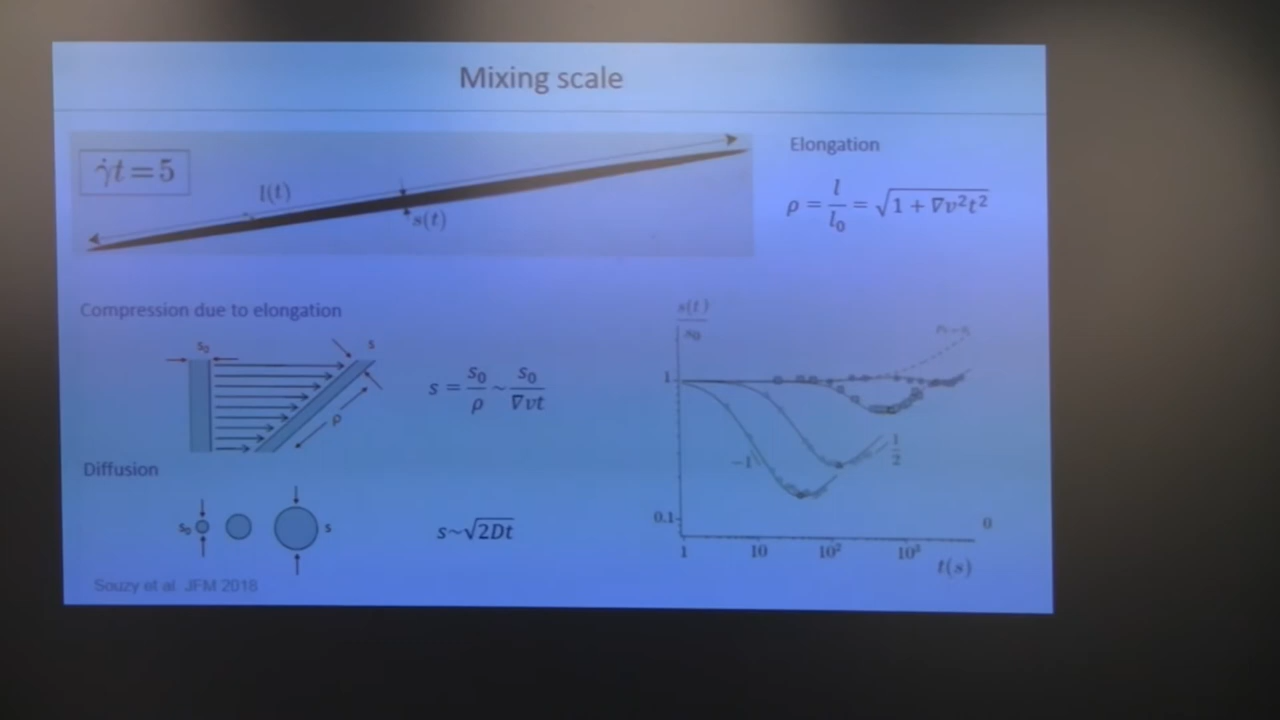 Mixing scale
γ̇t = 5
l(t)
s(t)
Elongation
ρ = l/l₀ = √(1 + ∇v²t²)
Compression due to elongation
s₀
s
ρ
s = s₀/ρ ~ s₀/∇vt
Diffusion
s₀
s
s~√2Dt
Souzy et al. JFM 2018
s(t)/s₀
1
−1
1/2
0.1
0
1
10
10²
10³
t(s)